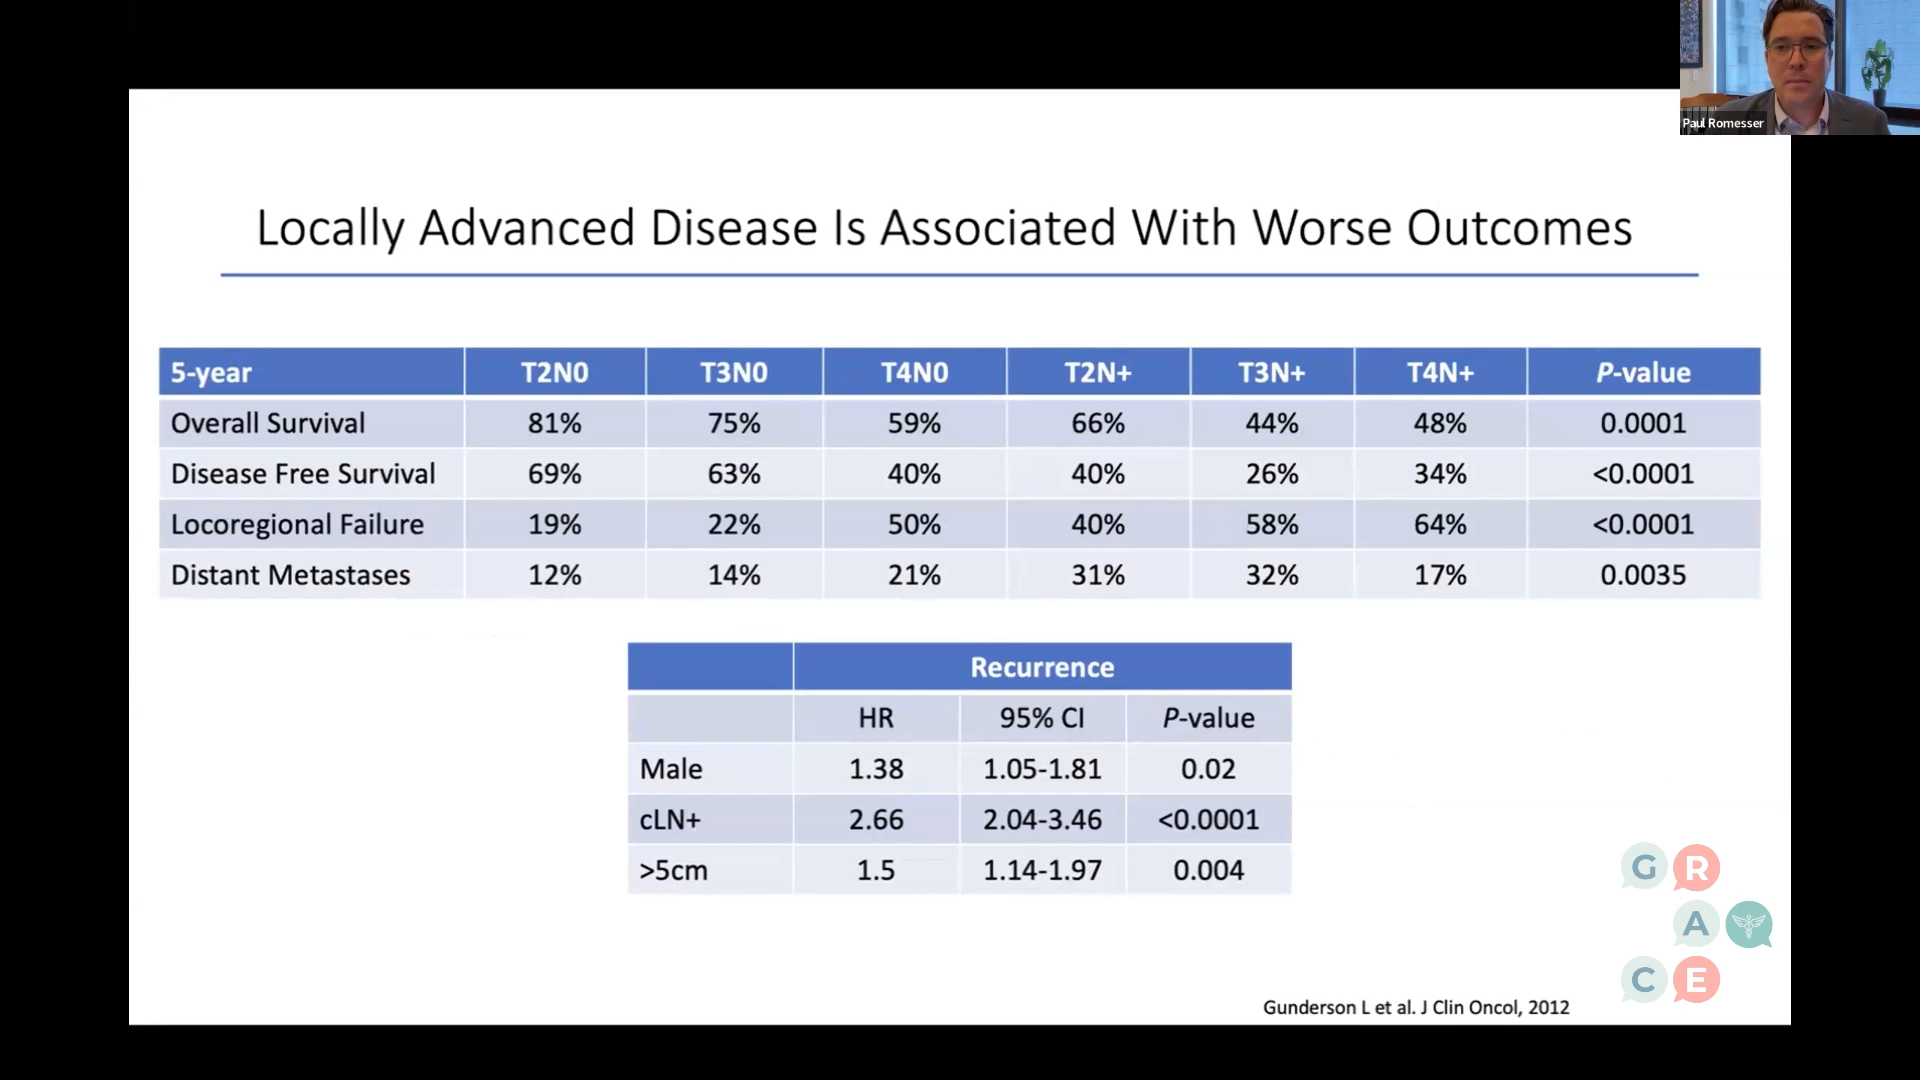 Paul Romesser
Locally Advanced Disease Is Associated With Worse Outcomes
5-year T2N0 T3N0 T4N0 T2N+ T3N+ T4N+ P-value
Overall Survival 81% 75% 59% 66% 44% 48% 0.0001
Disease Free Survival 69% 63% 40% 40% 26% 34% <0.0001
Locoregional Failure 19% 22% 50% 40% 58% 64% <0.0001
Distant Metastases 12% 14% 21% 31% 32% 17% 0.0035
Recurrence
HR 95% CI P-value
Male 1.38 1.05-1.81 0.02
cLN+ 2.66 2.04-3.46 <0.0001
>5cm 1.5 1.14-1.97 0.004
G R
A
C E
Gunderson L et al. J Clin Oncol, 2012